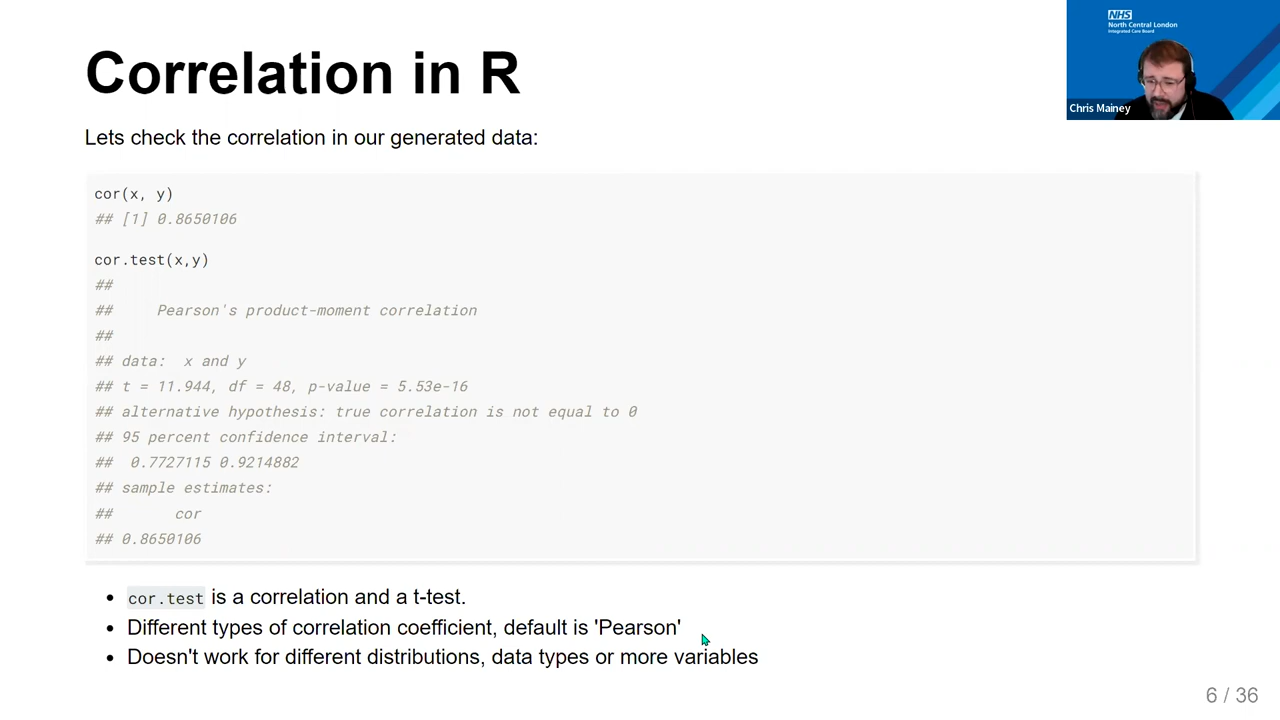 Correlation in R
NHS
North Central London
Integrated Care Board
Chris Mainey
Lets check the correlation in our generated data:
cor(x, y)
## [1] 0.8650106
cor.test(x,y)
##
## Pearson's product-moment correlation
##
## data: x and y
## t = 11.944, df = 48, p-value = 5.53e-16
## alternative hypothesis: true correlation is not equal to 0
## 95 percent confidence interval:
## 0.7727115 0.9214882
## sample estimates:
## cor
## 0.8650106
cor.test is a correlation and a t-test.
Different types of correlation coefficient, default is 'Pearson'
Doesn't work for different distributions, data types or more variables
6 / 36